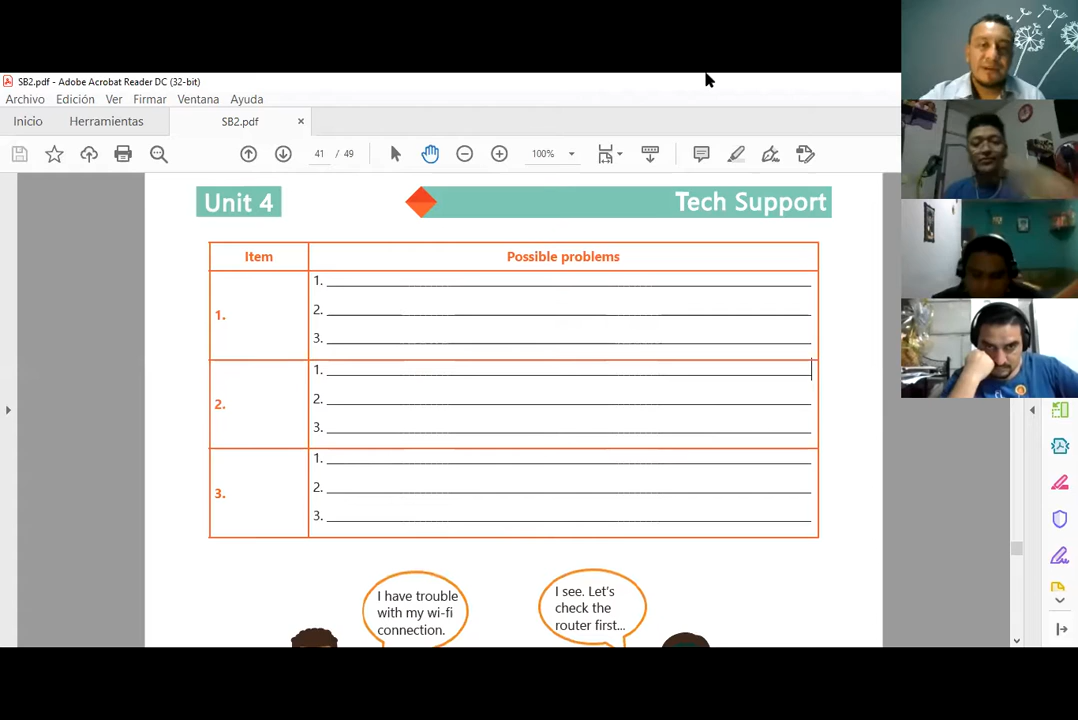 SB2.pdf - Adobe Acrobat Reader DC (32-bit)
Archivo Edición Ver Firmar Ventana Ayuda
Inicio Herramientas SB2.pdf ×
41 / 49 100%
Unit 4 Tech Support
Item Possible problems
1.
1.
2.
3.
2.
1.
2.
3.
3.
1.
2.
3.
I have trouble
with my wi-fi
connection.
I see. Let's
check the
router first...